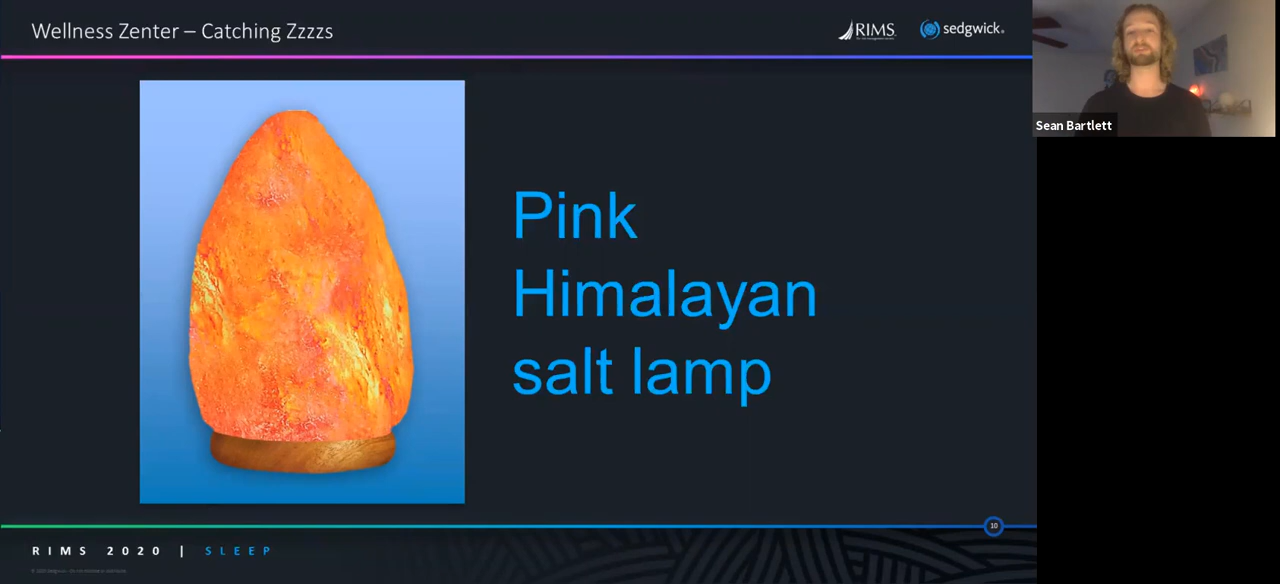 Wellness Zenter – Catching Zzzzs
RIMS
sedgwick.
Sean Bartlett
Pink
Himalayan
salt lamp
10
RIMS 2020 | SLEEP